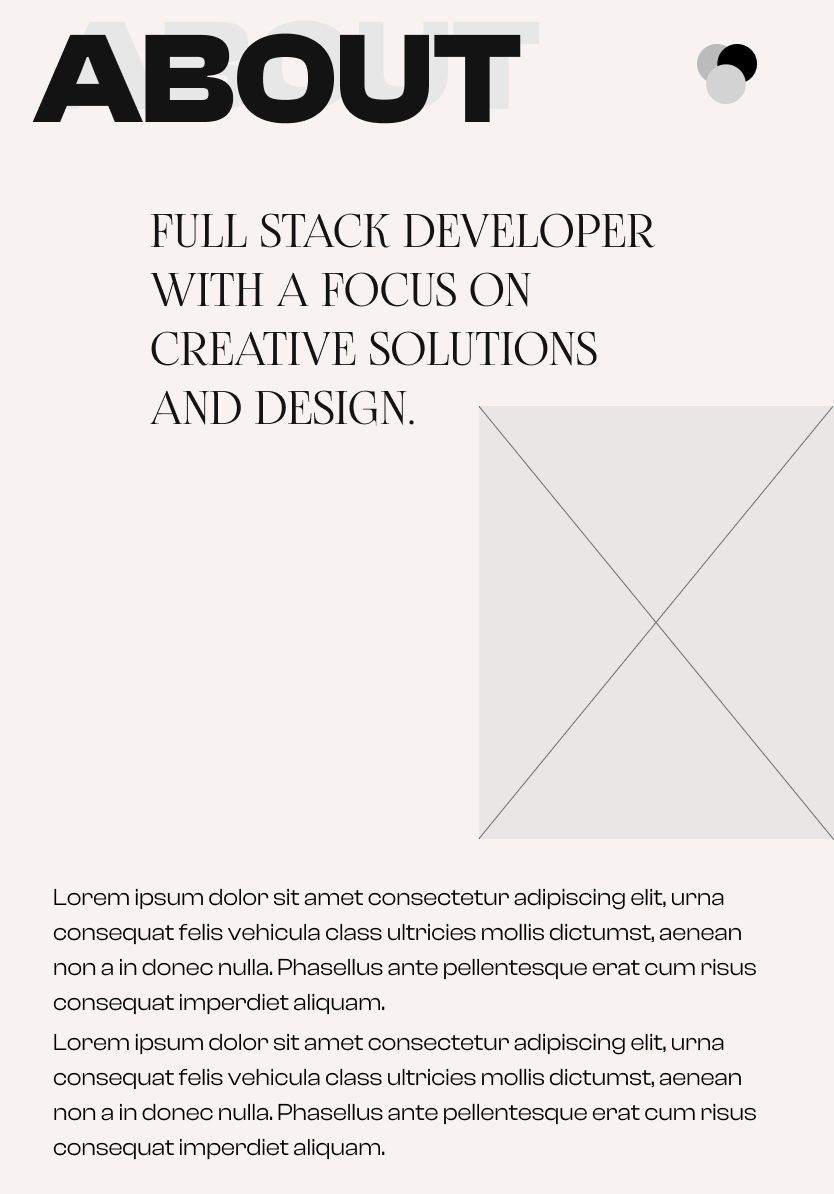 ABOUT
FULL STACK DEVELOPER
WITH A FOCUS ON
CREATIVE SOLUTIONS
AND DESIGN.
Lorem ipsum dolor sit amet consectetur adipiscing elit, urna
consequat felis vehicula class ultricies mollis dictumst, aenean
non a in donec nulla. Phasellus ante pellentesque erat cum risus
consequat imperdiet aliquam.
Lorem ipsum dolor sit amet consectetur adipiscing elit, urna
consequat felis vehicula class ultricies mollis dictumst, aenean
non a in donec nulla. Phasellus ante pellentesque erat cum risus
consequat imperdiet aliquam.